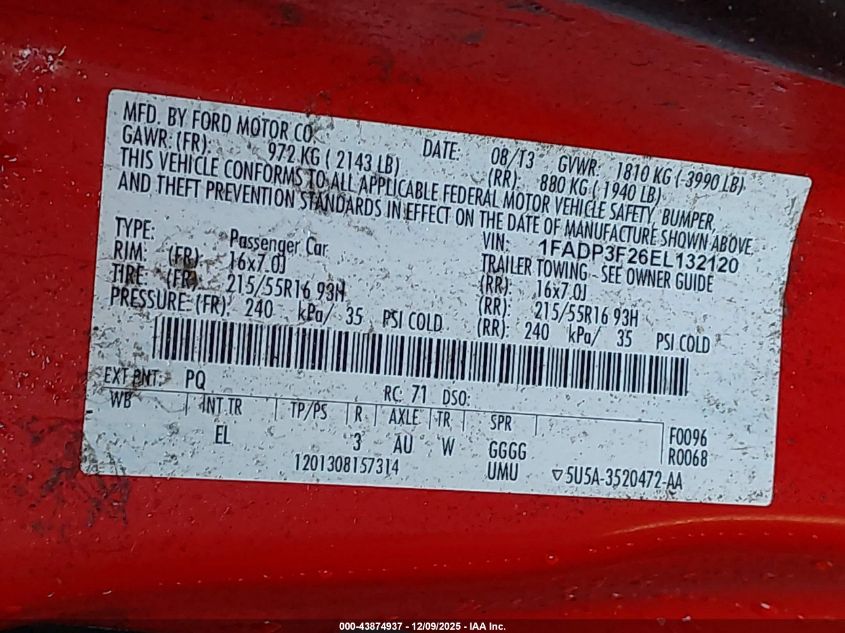 MFD. BY FORD MOTOR CO. DATE: 08/13 GVWR: 1810 KG (-3990 LB)
GAWR: (FR): 972 KG ( 2143 LB) (RR): 880 KG ( 1940 LB)
THIS VEHICLE CONFORMS TO ALL APPLICABLE FEDERAL MOTOR VEHICLE SAFETY, BUMPER,
AND THEFT PREVENTION STANDARDS IN EFFECT ON THE DATE OF MANUFACTURE SHOWN ABOVE.
VIN: 1FADP3F26EL132120
TYPE: Passenger Car TRAILER TOWING - SEE OWNER GUIDE
RIM: (FR): 16x7.0J (RR): 16x7.0J
TIRE: (FR): 215/55R16 93H (RR): 215/55R16 93H
PRESSURE: (FR): 240 kPa/ 35 PSI COLD (RR): 240 kPa/ 35 PSI COLD
EXT PNT: PQ RC: 71 DSO:
WB INT TR TP/PS R AXLE TR SPR F0096
EL 3 AU W GGGG R0068
1201308157314 UMU 5U5A-3520472-AA
000-43874937 - 12/09/2025 - IAA Inc.